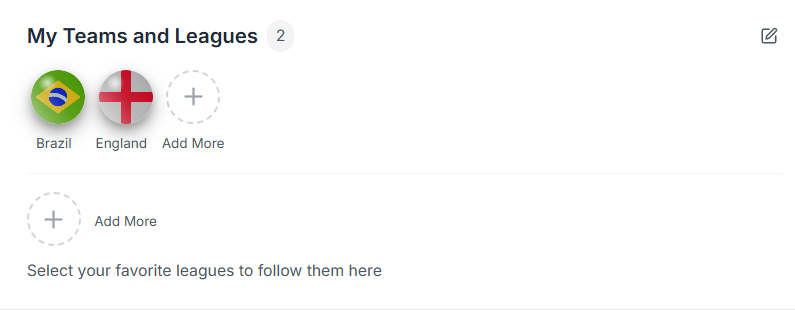 My Teams and Leagues 2
Brazil England Add More
Add More
Select your favorite leagues to follow them here